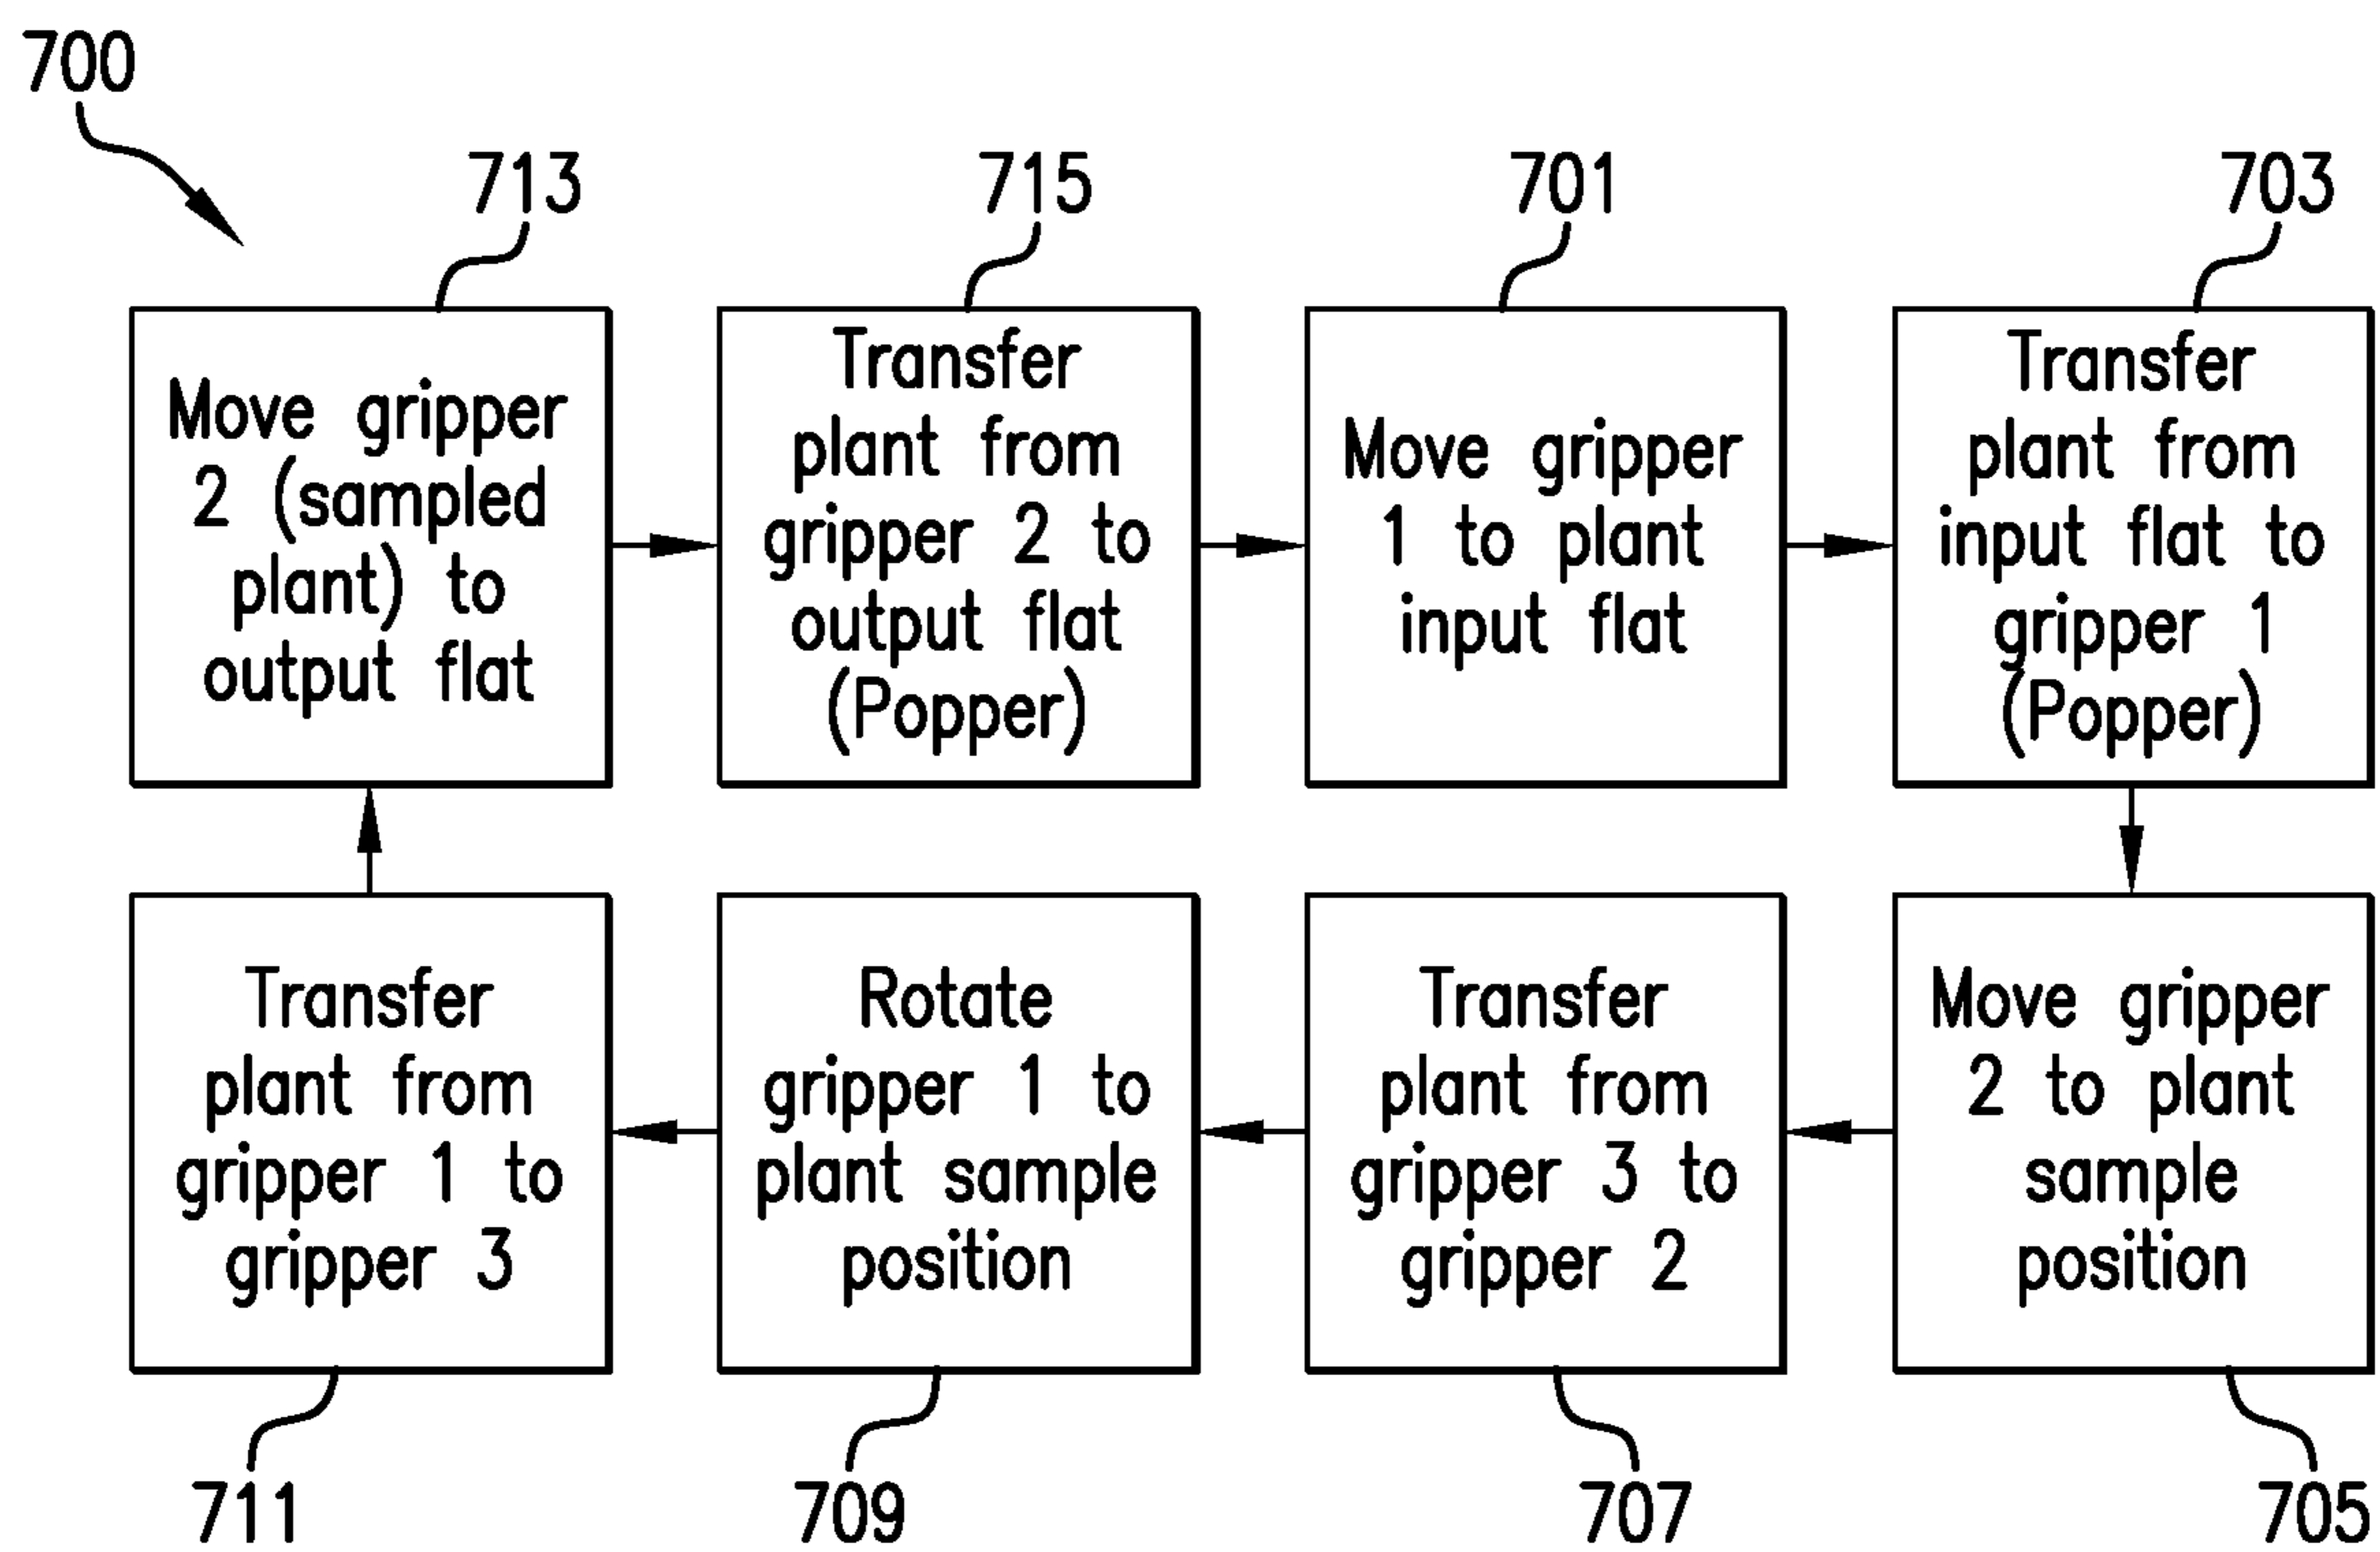 700
713
715
701
703
Move gripper
2 (sampled
plant) to
output flat
Transfer
plant from
gripper 2 to
output flat
(Popper)
Move gripper
1 to plant
input flat
Transfer
plant from
input flat to
gripper 1
(Popper)
Transfer
plant from
gripper 1 to
gripper 3
Rotate
gripper 1 to
plant sample
position
Transfer
plant from
gripper 3 to
gripper 2
Move gripper
2 to plant
sample
position
711
709
707
705